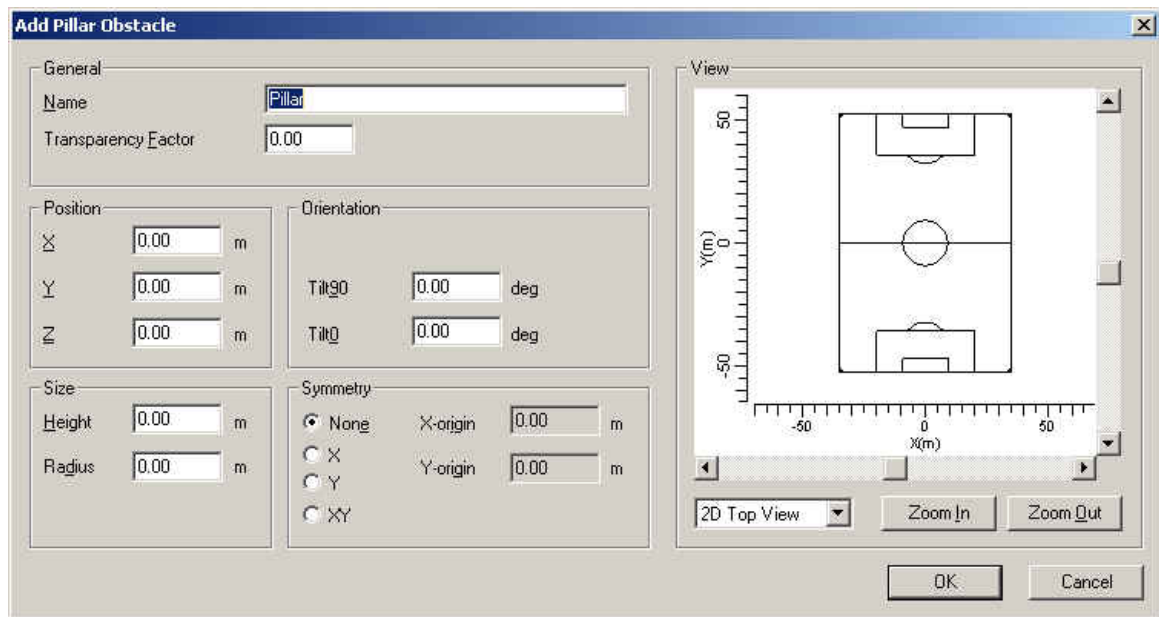 Add Pillar Obstacle
General
Name
Pillar
Transparency Factor
0.00
Position
X
0.00
m
Y
0.00
m
Z
0.00
m
Orientation
Tilt90
0.00
deg
Tilt0
0.00
deg
Size
Height
0.00
m
Radius
0.00
m
Symmetry
None
X
Y
XY
X-origin
0.00
m
Y-origin
0.00
m
View
50
0
-50
Y(m)
-50
0
50
X(m)
2D Top View
Zoom In
Zoom Out
OK
Cancel